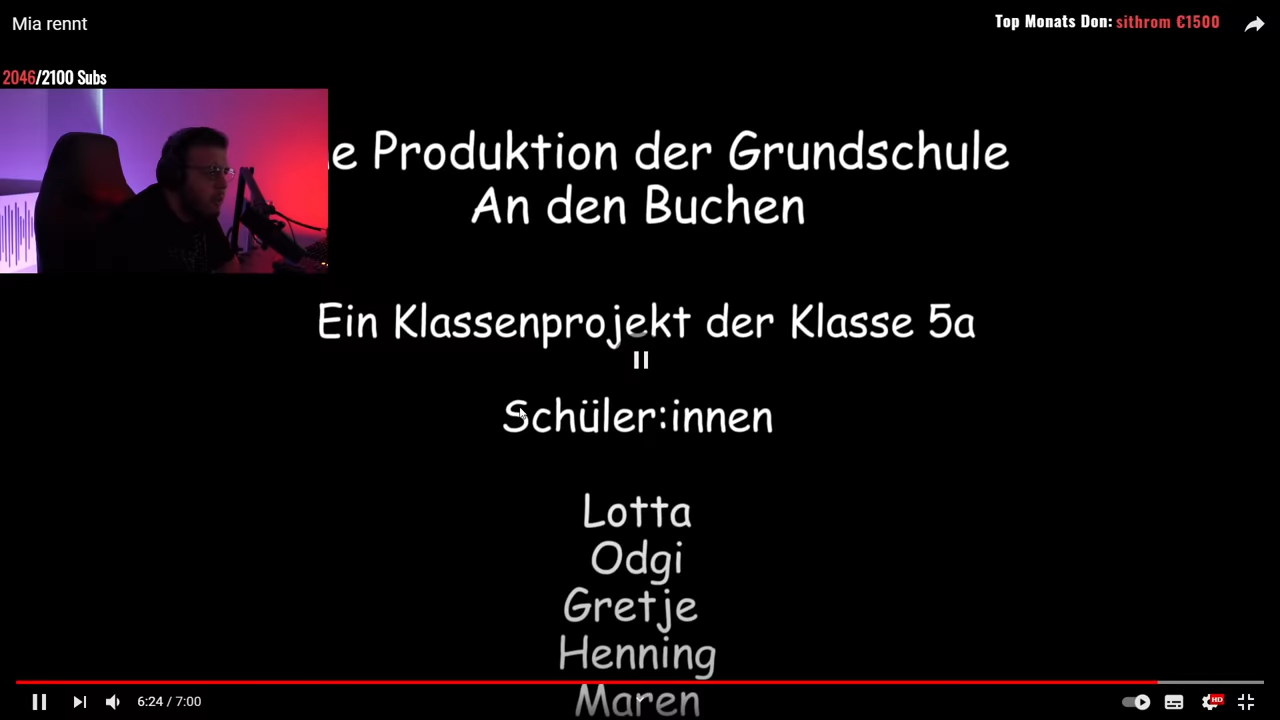 Mia rennt
Top Monats Don: sithrom €1500
2046/2100 Subs
e Produktion der Grundschule
An den Buchen
Ein Klassenprojekt der Klasse 5a
Schüler:innen
Lotta
Odgi
Gretje
Henning
Maren
6:24 / 7:00
HD